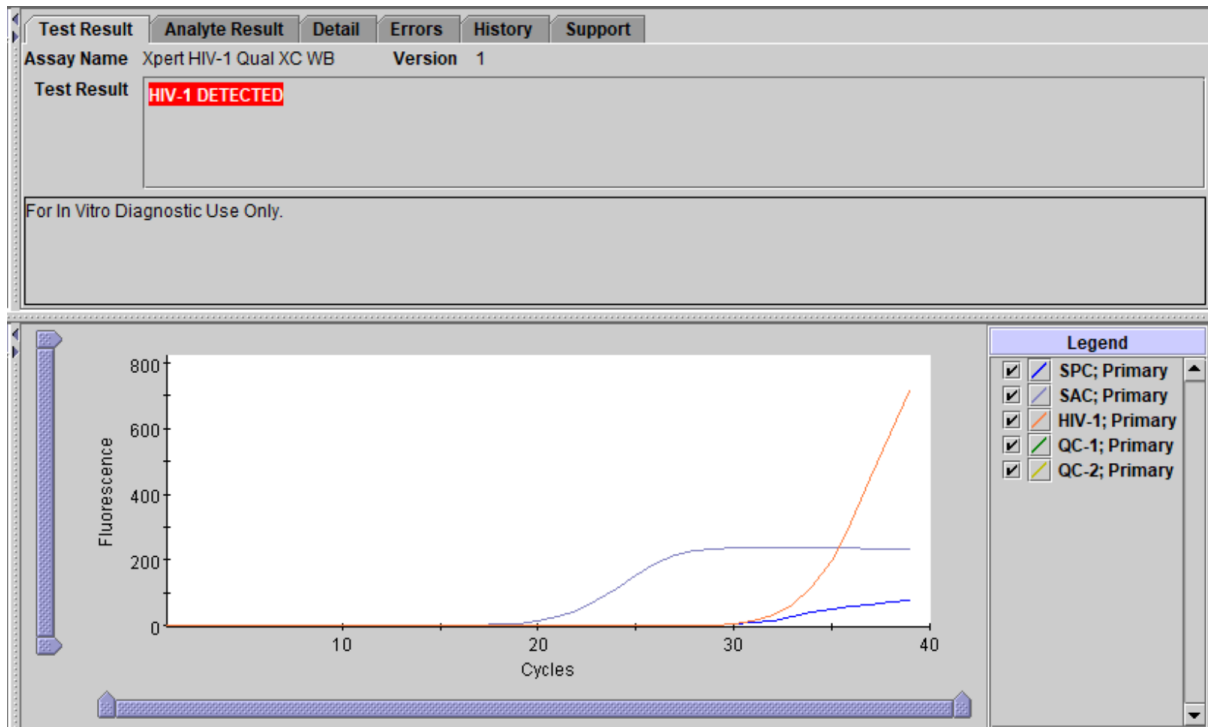 Test Result Analyte Result Detail Errors History Support
Assay Name Xpert HIV-1 Qual XC WB Version 1
Test Result HIV-1 DETECTED
For In Vitro Diagnostic Use Only.
Legend
SPC; Primary
SAC; Primary
HIV-1; Primary
QC-1; Primary
QC-2; Primary
Fluorescence
800
600
400
200
0
10 20 30 40
Cycles